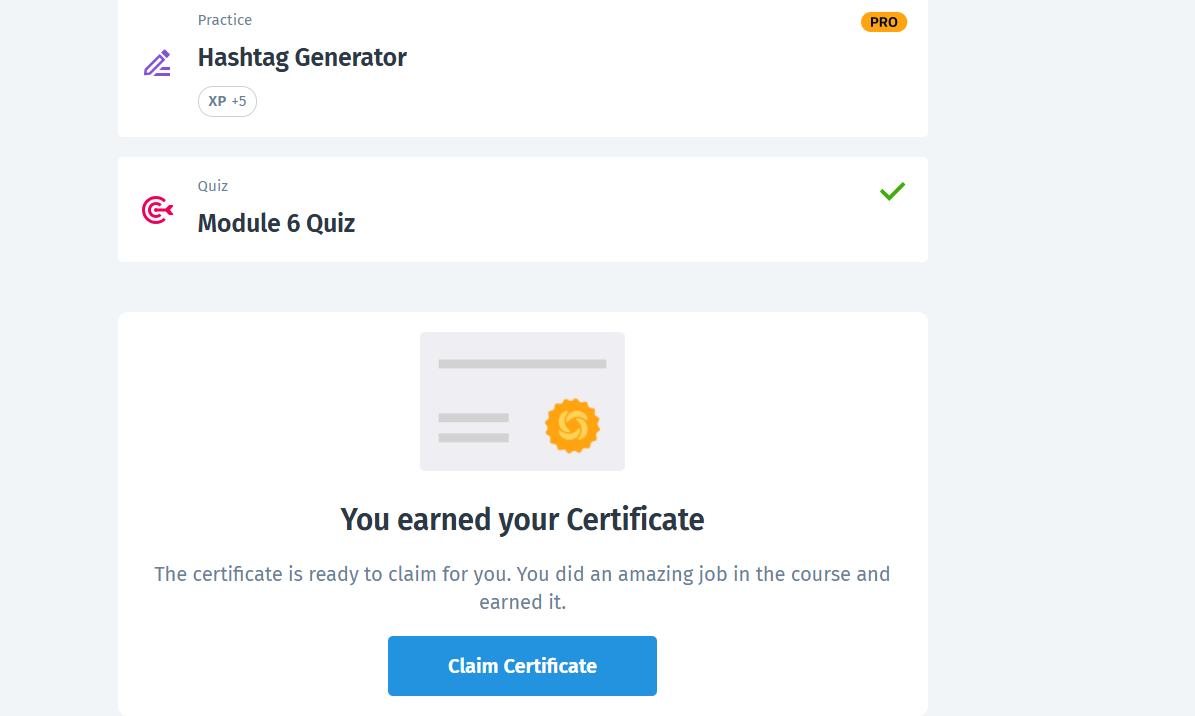 Practice
PRO
Hashtag Generator
XP +5
Quiz
Module 6 Quiz
You earned your Certificate
The certificate is ready to claim for you. You did an amazing job in the course and
earned it.
Claim Certificate